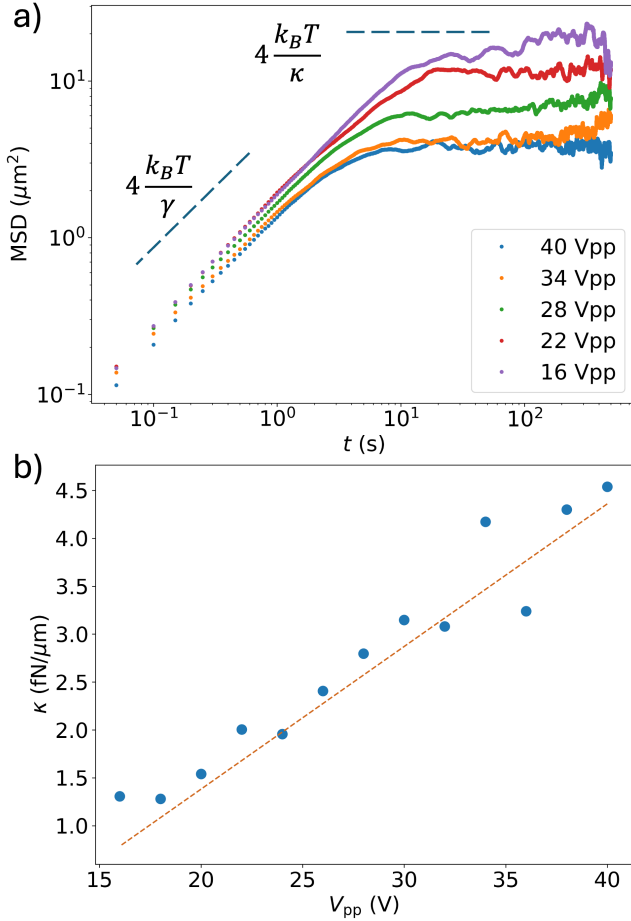 a)
MSD (μm²)
10¹
10⁰
10⁻¹
4 k_BT/κ
4 k_BT/γ
40 Vpp
34 Vpp
28 Vpp
22 Vpp
16 Vpp
10⁻¹ 10⁰ 10¹ 10²
t (s)
b)
κ (fN/μm)
4.5
4.0
3.5
3.0
2.5
2.0
1.5
1.0
15 20 25 30 35 40
V_pp (V)